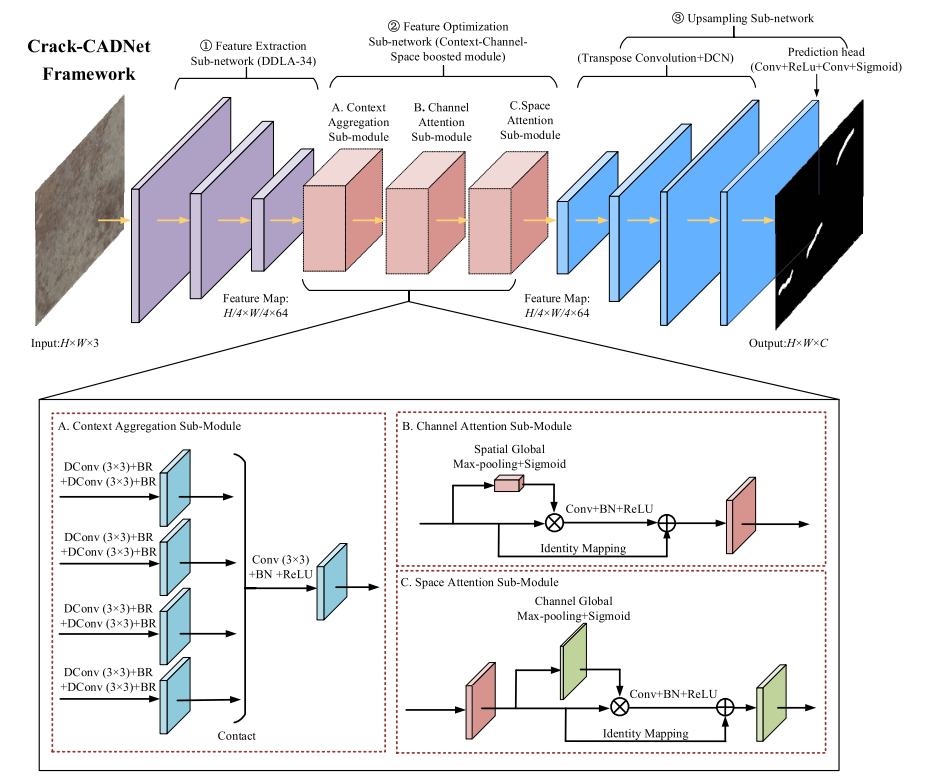 Crack-CADNet
Framework
① Feature Extraction
Sub-network (DDLA-34)
② Feature Optimization
Sub-network (Context-Channel-
Space boosted module)
③ Upsampling Sub-network
(Transpose Convolution+DCN)
Prediction head
(Conv+ReLu+Conv+Sigmoid)
A. Context
Aggregation
Sub-module
B. Channel
Attention
Sub-module
C.Space
Attention
Sub-module
Feature Map:
H/4×W/4×64
Feature Map:
H/4×W/4×64
Input:H×W×3
Output:H×W×C
A. Context Aggregation Sub-Module
DConv (3×3)+BR
+DConv (3×3)+BR
DConv (3×3)+BR
+DConv (3×3)+BR
DConv (3×3)+BR
+DConv (3×3)+BR
DConv (3×3)+BR
+DConv (3×3)+BR
Conv (3×3)
+BN +ReLU
Contact
B. Channel Attention Sub-Module
Spatial Global
Max-pooling+Sigmoid
Conv+BN+ReLU
Identity Mapping
C. Space Attention Sub-Module
Channel Global
Max-pooling+Sigmoid
Conv+BN+ReLU
Identity Mapping